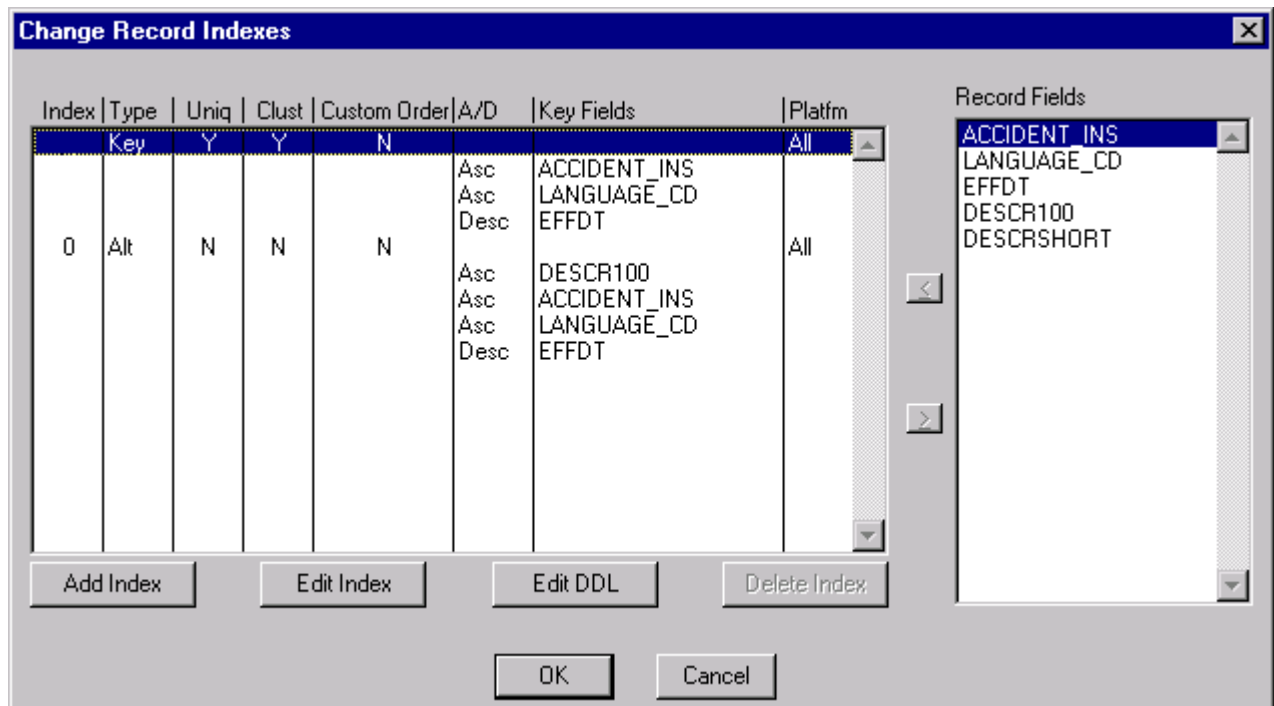 Change Record Indexes
Record Fields
Index Type Uniq Clust Custom Order A/D Key Fields Platfm
Key Y Y N All
Asc ACCIDENT_INS
Asc LANGUAGE_CD
Desc EFFDT
0 Alt N N N All
Asc DESCR100
Asc ACCIDENT_INS
Asc LANGUAGE_CD
Desc EFFDT
ACCIDENT_INS
LANGUAGE_CD
EFFDT
DESCR100
DESCRSHORT
<
>
Add Index Edit Index Edit DDL Delete Index
OK Cancel